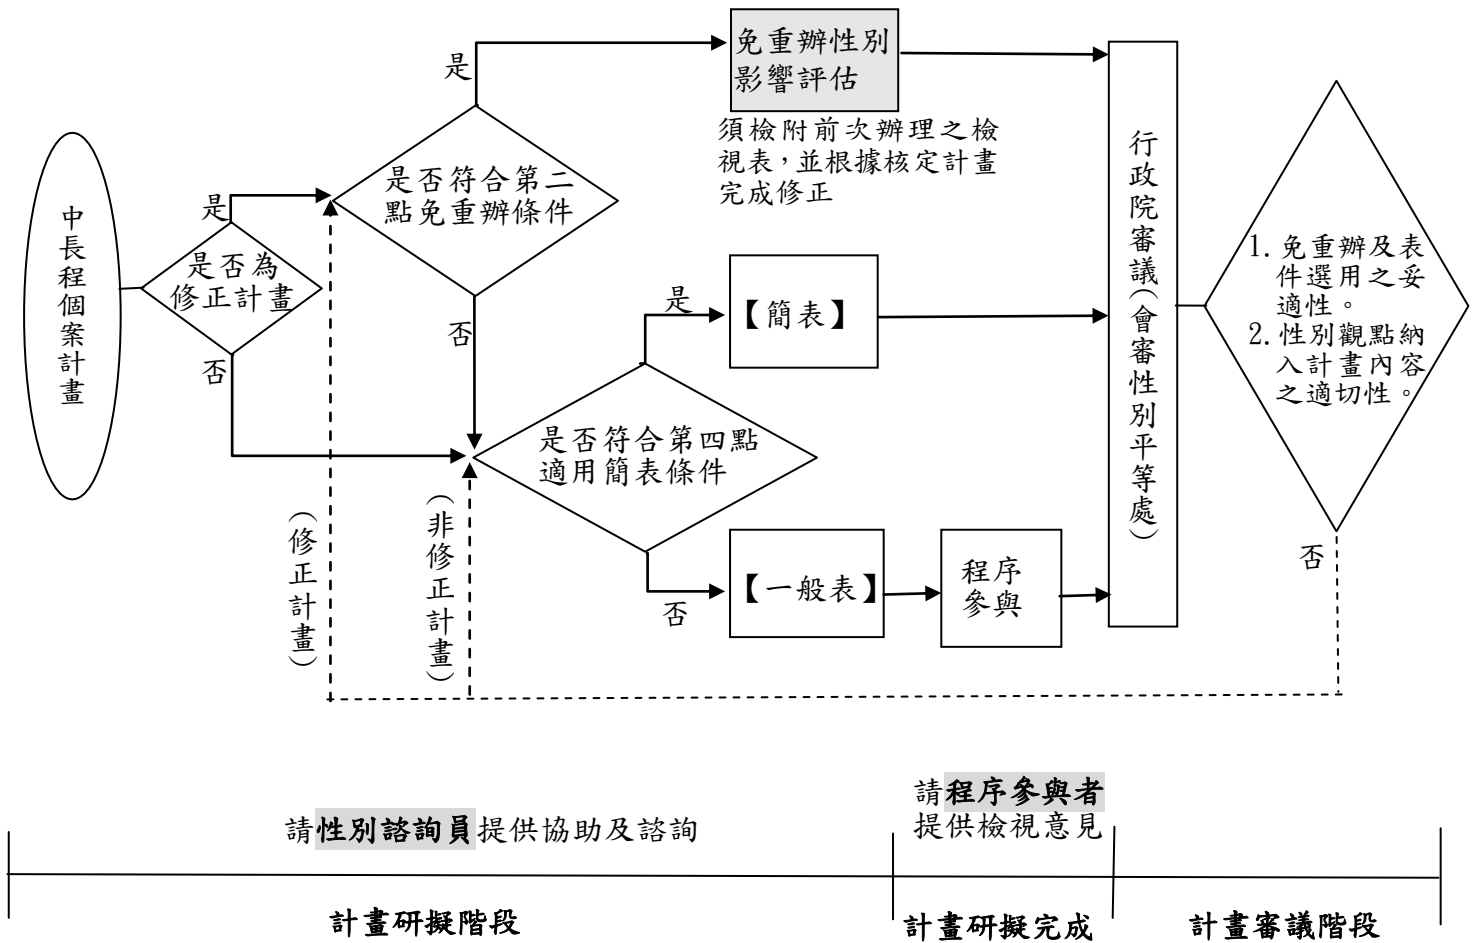 中長程個案計畫
是否為
修正計畫
是
否
是否符合第二
點免重辦條件
是
否
免重辦性別
影響評估
須檢附前次辦理之檢
視表，並根據核定計畫
完成修正
是否符合第四點
適用簡表條件
是
【簡表】
否
【一般表】
程序
參與
行政院審議（會審性別平等處）
1. 免重辦及表
件選用之妥
適性。
2. 性別觀點納
入計畫內容
之適切性。
否
（修正計畫）
（非修正計畫）
請性別諮詢員提供協助及諮詢
請程序參與者
提供檢視意見
計畫研擬階段
計畫研擬完成
計畫審議階段